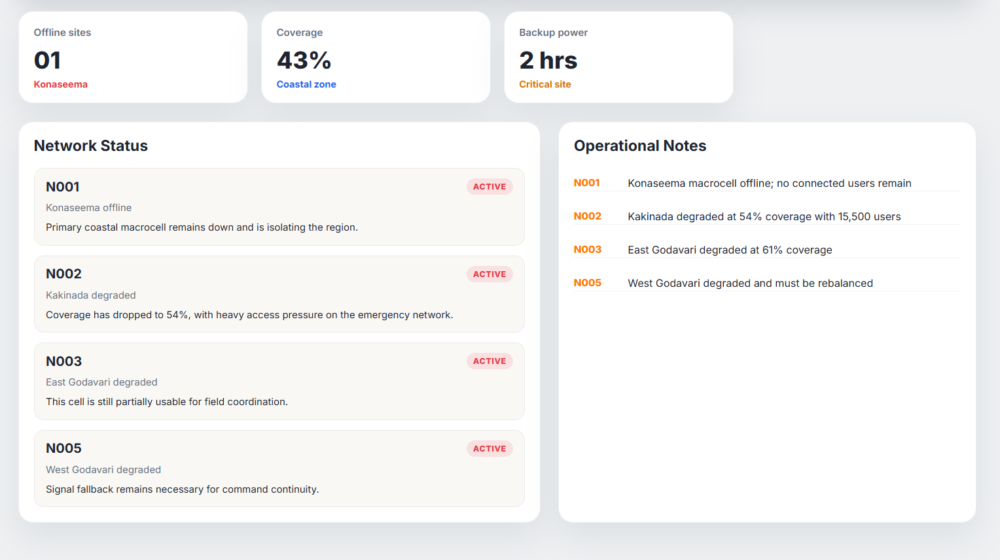 Offline sites
01
Konaseema
Coverage
43%
Coastal zone
Backup power
2 hrs
Critical site
Network Status
N001
ACTIVE
Konaseema offline
Primary coastal macrocell remains down and is isolating the region.
N002
ACTIVE
Kakinada degraded
Coverage has dropped to 54%, with heavy access pressure on the emergency network.
N003
ACTIVE
East Godavari degraded
This cell is still partially usable for field coordination.
N005
ACTIVE
West Godavari degraded
Signal fallback remains necessary for command continuity.
Operational Notes
N001 Konaseema macrocell offline; no connected users remain
N002 Kakinada degraded at 54% coverage with 15,500 users
N003 East Godavari degraded at 61% coverage
N005 West Godavari degraded and must be rebalanced